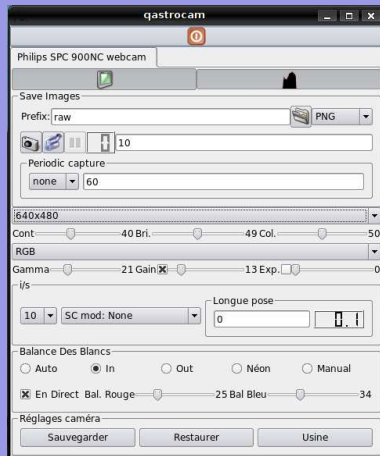 qastrocam
Philips SPC 900NC webcam
Save Images
Prefix: raw PNG
0 10
Periodic capture
none 60
640x480
Cont 40 Bri. 49 Col. 50
RGB
Gamma 21 Gain 13 Exp. 0
i/s
Longue pose
10 SC mod: None 0 0.1
Balance Des Blancs
Auto In Out Néon Manual
En Direct Bal. Rouge 25 Bal Bleu 34
Réglages caméra
Sauvegarder Restaurer Usine